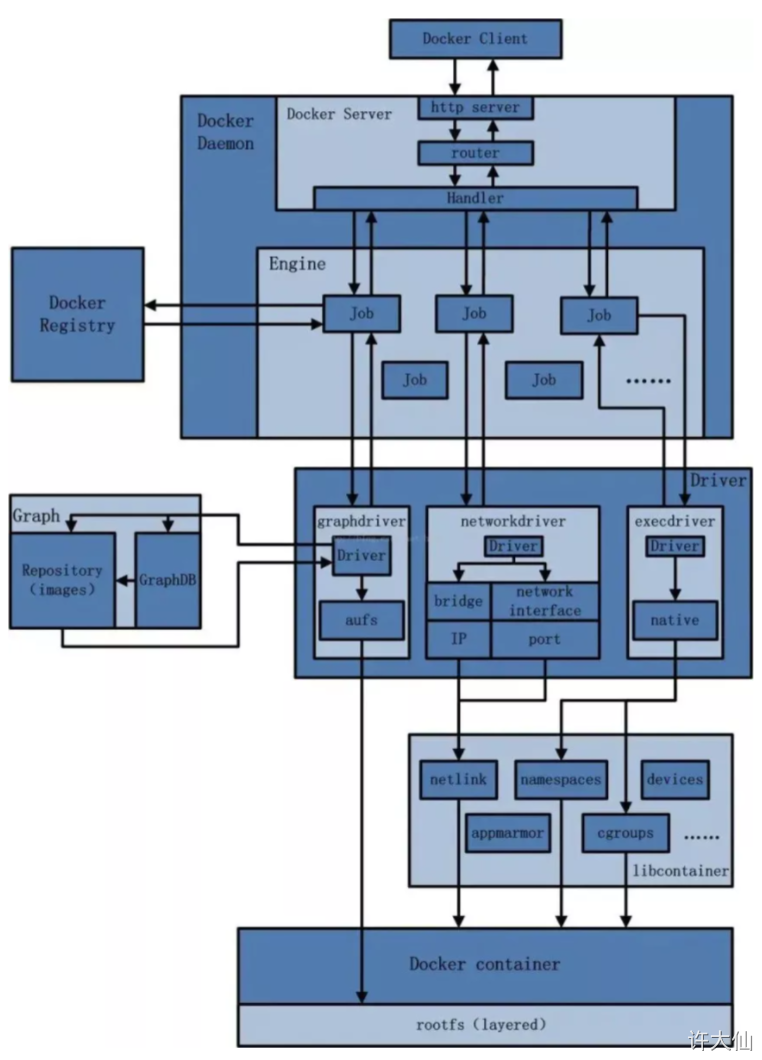 Docker Client
Docker
Daemon
Docker Server
http server
router
Handler
Engine
Docker
Registry
Job
Job
Job
Job
Job
......
Driver
Graph
Repository
(images)
GraphDB
graphdriver
Driver
aufs
networkdriver
Driver
bridge
network
interface
IP
port
execdriver
Driver
native
netlink
namespaces
devices
appmarmor
cgroups
......
libcontainer
Docker container
rootfs (layered)
许大仙